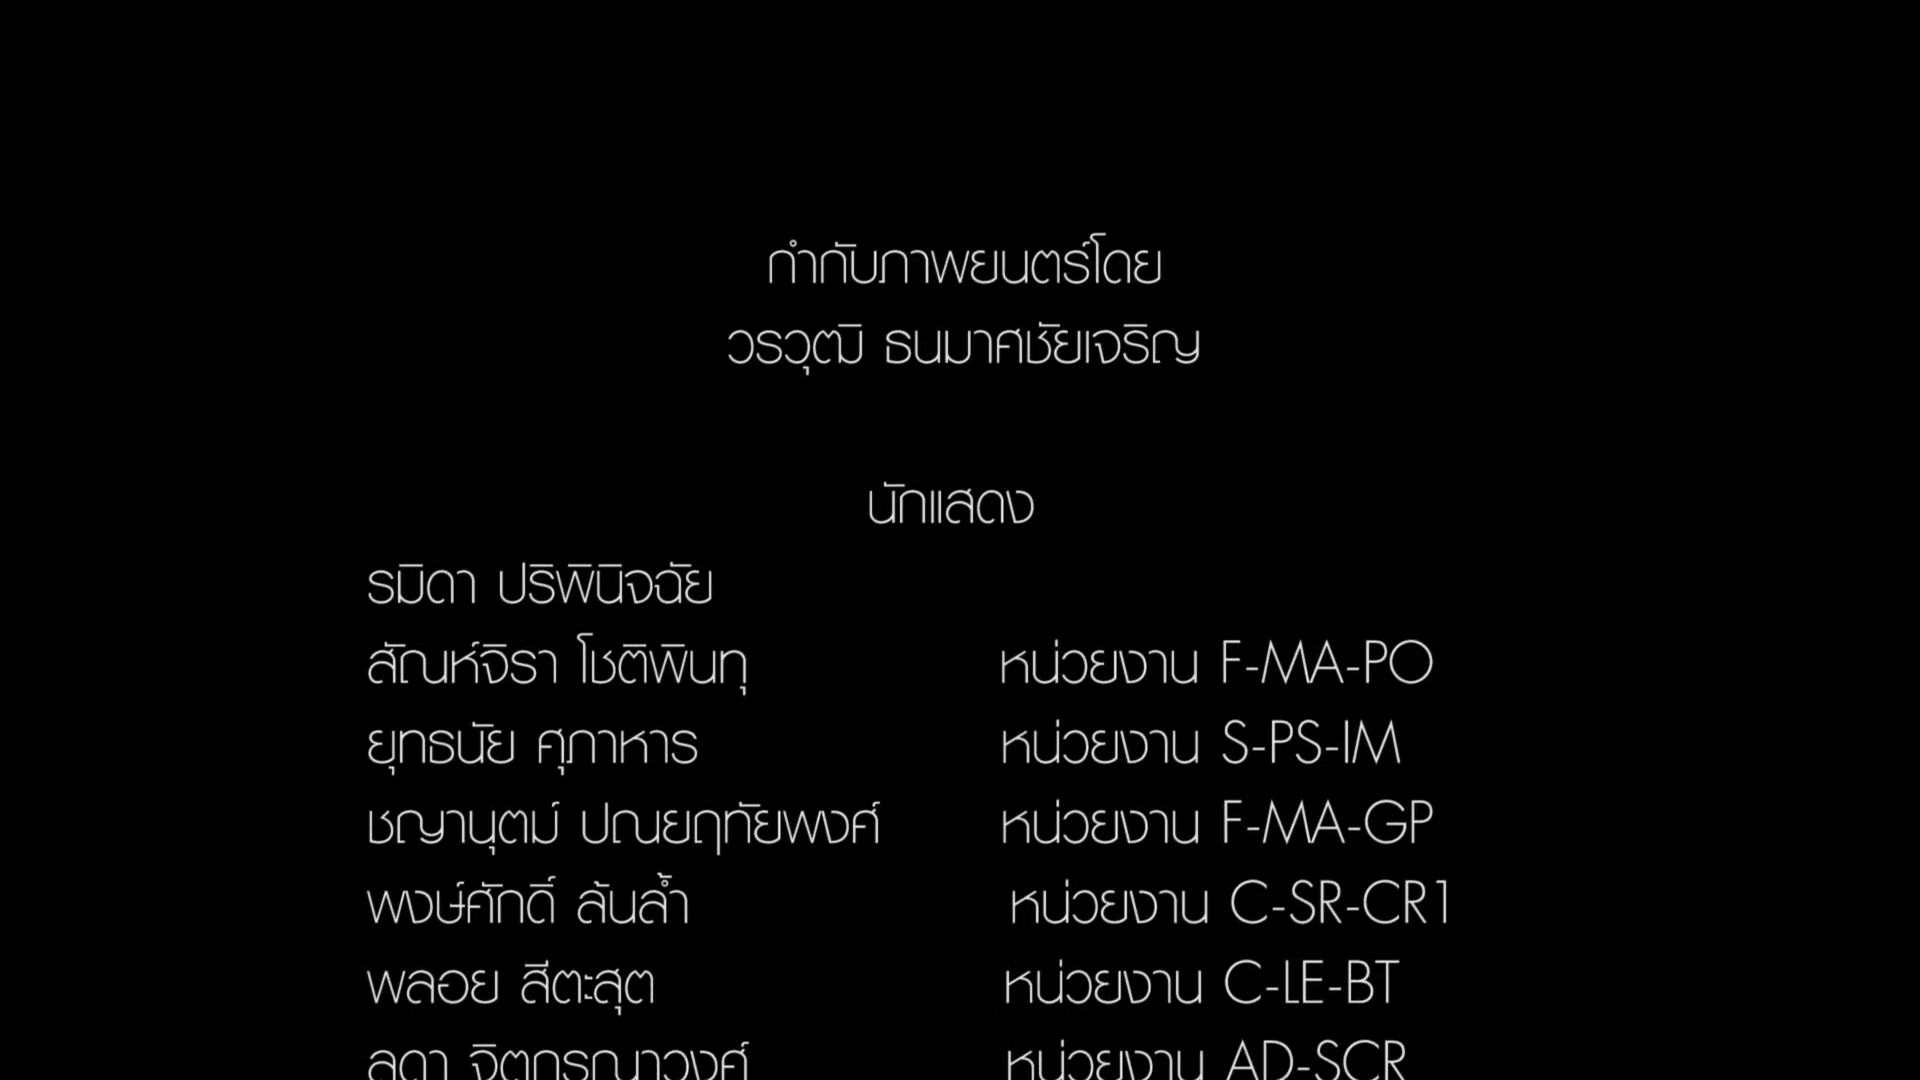 กำกับภาพยนตร์โดย
วรวุฒิ ธนมาศชัยเจริญ
นักแสดง
รมิดา ปริพินิจฉัย
สัณห์จิรา โชติพินทุ หน่วยงาน F-MA-PO
ยุทธนัย ศุภาหาร หน่วยงาน S-PS-IM
ชญานุตม์ ปณยฤทัยพงศ์ หน่วยงาน F-MA-GP
พงษ์ศักดิ์ ล้นล้ำ หน่วยงาน C-SR-CR1
พลอย สีตะสุต หน่วยงาน C-LE-BT
ลดา จิตกรุณาวงศ์ หน่วยงาน AD-SCR